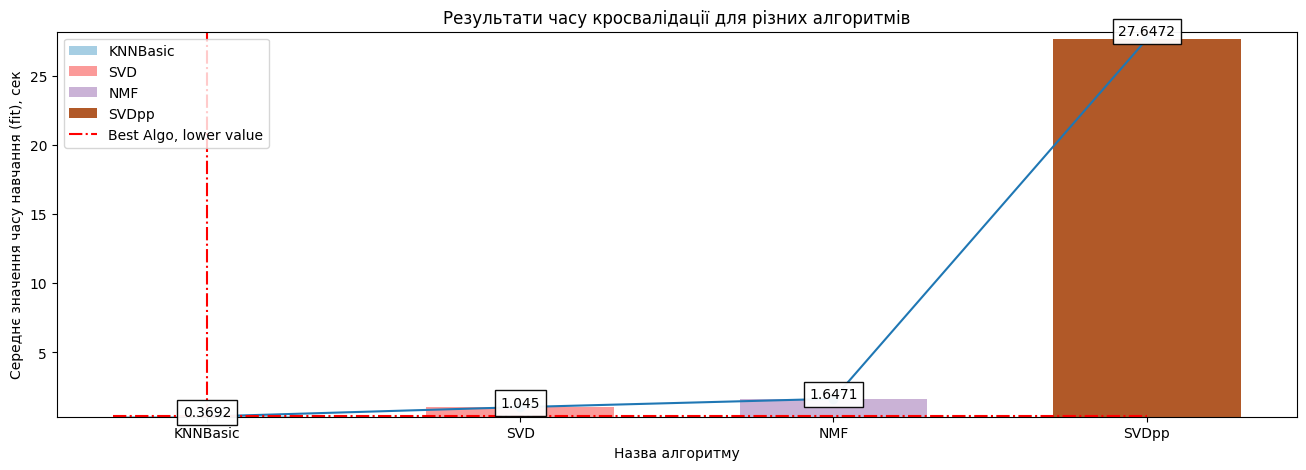 Результати часу кросвалідації для різних алгоритмів
Середнє значення часу навчання (fit), сек
25
20
15
10
5
KNNBasic
SVD
NMF
SVDpp
Best Algo, lower value
0.3692
1.045
1.6471
27.6472
KNNBasic
SVD
NMF
SVDpp
Назва алгоритму